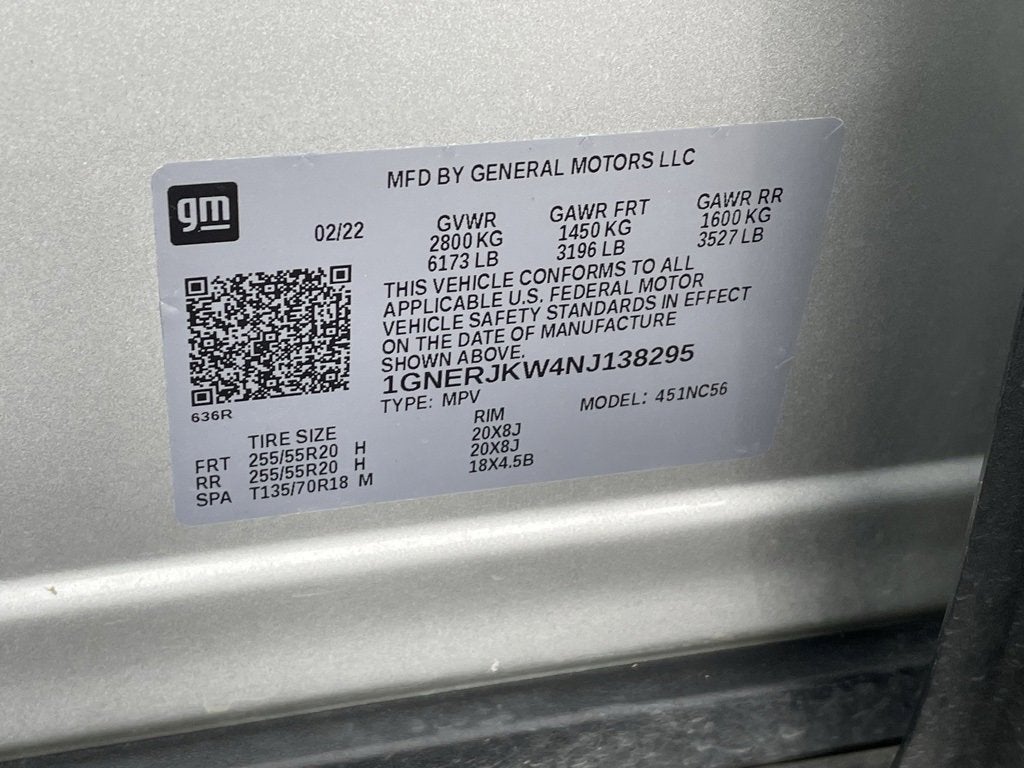 MFD BY GENERAL MOTORS LLC
gm
02/22
GVWR
2800 KG
6173 LB
GAWR FRT
1450 KG
3196 LB
GAWR RR
1600 KG
3527 LB
THIS VEHICLE CONFORMS TO ALL
APPLICABLE U.S. FEDERAL MOTOR
VEHICLE SAFETY STANDARDS IN EFFECT
ON THE DATE OF MANUFACTURE
SHOWN ABOVE.
1GNERJKW4NJ138295
TYPE: MPV MODEL: 451NC56
636R
TIRE SIZE RIM
FRT 255/55R20 H 20X8J
RR 255/55R20 H 20X8J
SPA T135/70R18 M 18X4.5B